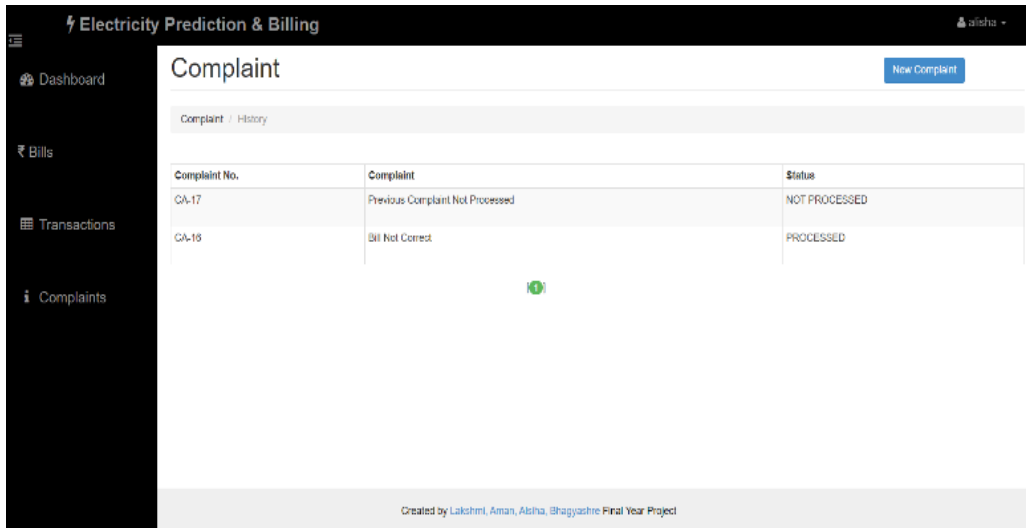 Electricity Prediction & Billing
alisha
Dashboard
Bills
Transactions
Complaints
Complaint
New Complaint
Complaint / History
Complaint No. Complaint Status
CA-17 Previous Complaint Not Processed NOT PROCESSED
CA-16 Bill Not Correct PROCESSED
1
Created by Lakshmi, Aman, Alsiha, Bhagyashre Final Year Project